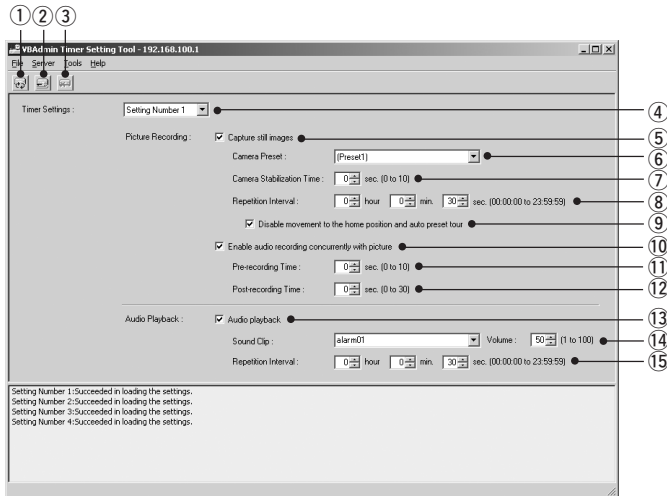 ① ② ③
VBAdmin Timer Setting Tool - 192.168.100.1
File Server Tools Help
Timer Settings : Setting Number 1 ④
Picture Recording : Capture still images ⑤
Camera Preset : (Preset1) ⑥
Camera Stabilization Time : 0 sec. (0 to 10) ⑦
Repetition Interval : 0 hour 0 min. 30 sec. (00:00:00 to 23:59:59) ⑧
Disable movement to the home position and auto preset tour ⑨
Enable audio recording concurrently with picture ⑩
Pre-recording Time : 0 sec. (0 to 10) ⑪
Post-recording Time : 0 sec. (0 to 30) ⑫
Audio Playback : Audio playback ⑬
Sound Clip : alarm01 Volume : 50 (1 to 100) ⑭
Repetition Interval : 0 hour 0 min. 30 sec. (00:00:00 to 23:59:59) ⑮
Setting Number 1:Succeeded in loading the settings.
Setting Number 2:Succeeded in loading the settings.
Setting Number 3:Succeeded in loading the settings.
Setting Number 4:Succeeded in loading the settings.